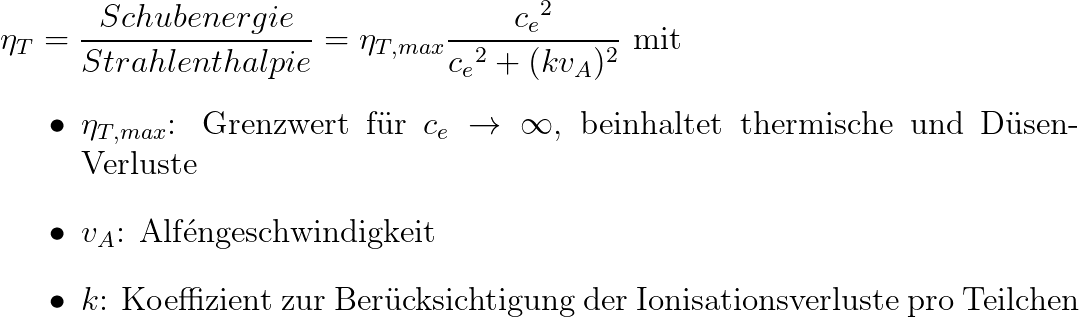 η_T = Schubenergie / Strahlenthalpie = η_{T,max} c_e² / (c_e² + (kv_A)²) mit
• η_{T,max}: Grenzwert für c_e → ∞, beinhaltet thermische und Düsen-
Verluste
• v_A: Alféngeschwindigkeit
• k: Koeffizient zur Berücksichtigung der Ionisationsverluste pro Teilchen